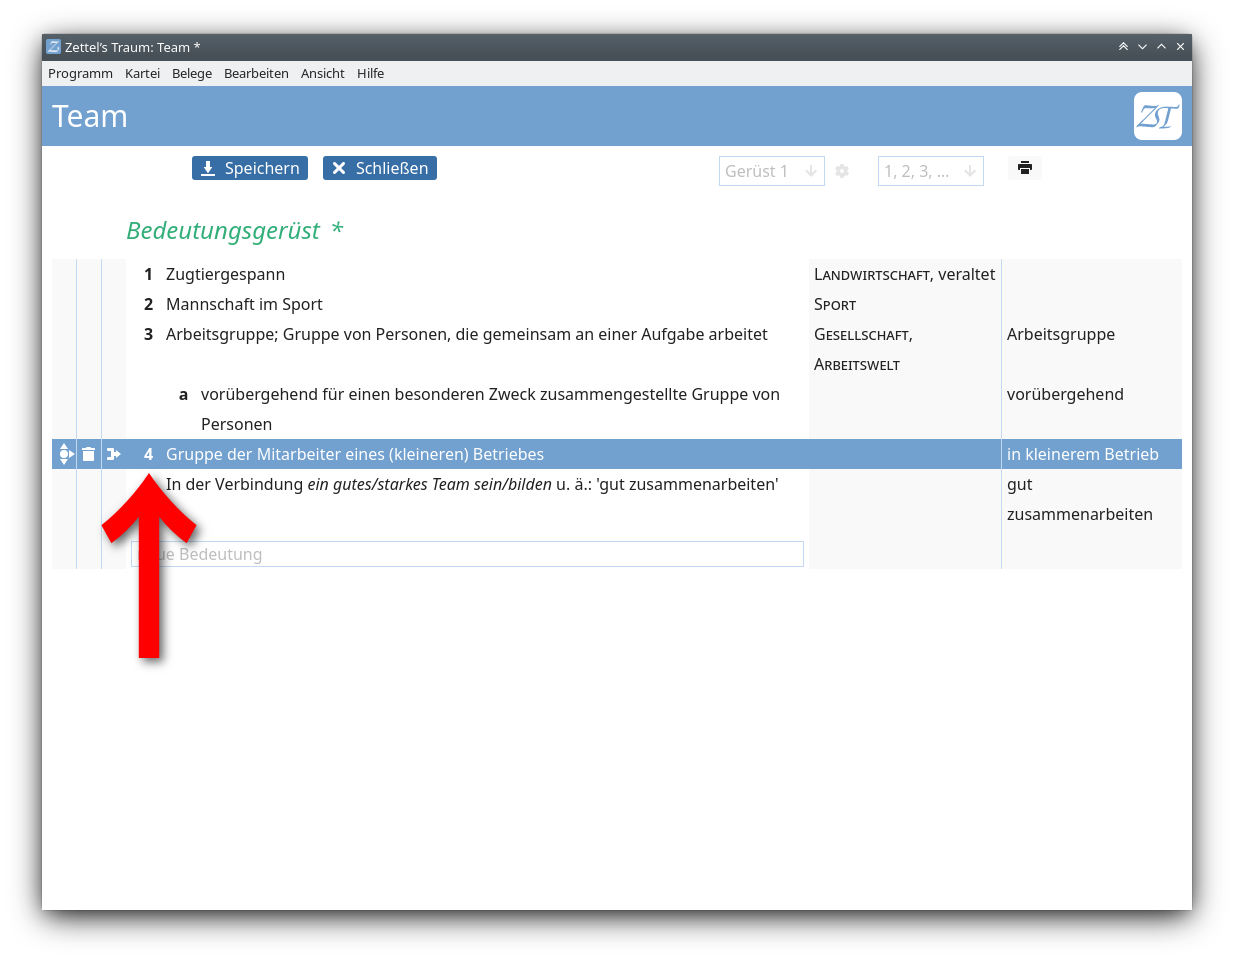 Zettel’s Traum: Team *
Programm Kartei Belege Bearbeiten Ansicht Hilfe
Team
ZT
Speichern Schließen Gerüst 1 1, 2, 3, ...
Bedeutungsgerüst *
1 Zugtiergespann Landwirtschaft, veraltet
2 Mannschaft im Sport Sport
3 Arbeitsgruppe; Gruppe von Personen, die gemeinsam an einer Aufgabe arbeitet Gesellschaft, Arbeitsgruppe
Arbeitswelt
a vorübergehend für einen besonderen Zweck zusammengestellte Gruppe von vorübergehend
Personen
4 Gruppe der Mitarbeiter eines (kleineren) Betriebes in kleinerem Betrieb
In der Verbindung ein gutes/starkes Team sein/bilden u. ä.: 'gut zusammenarbeiten' gut
zusammenarbeiten
Bedeutung